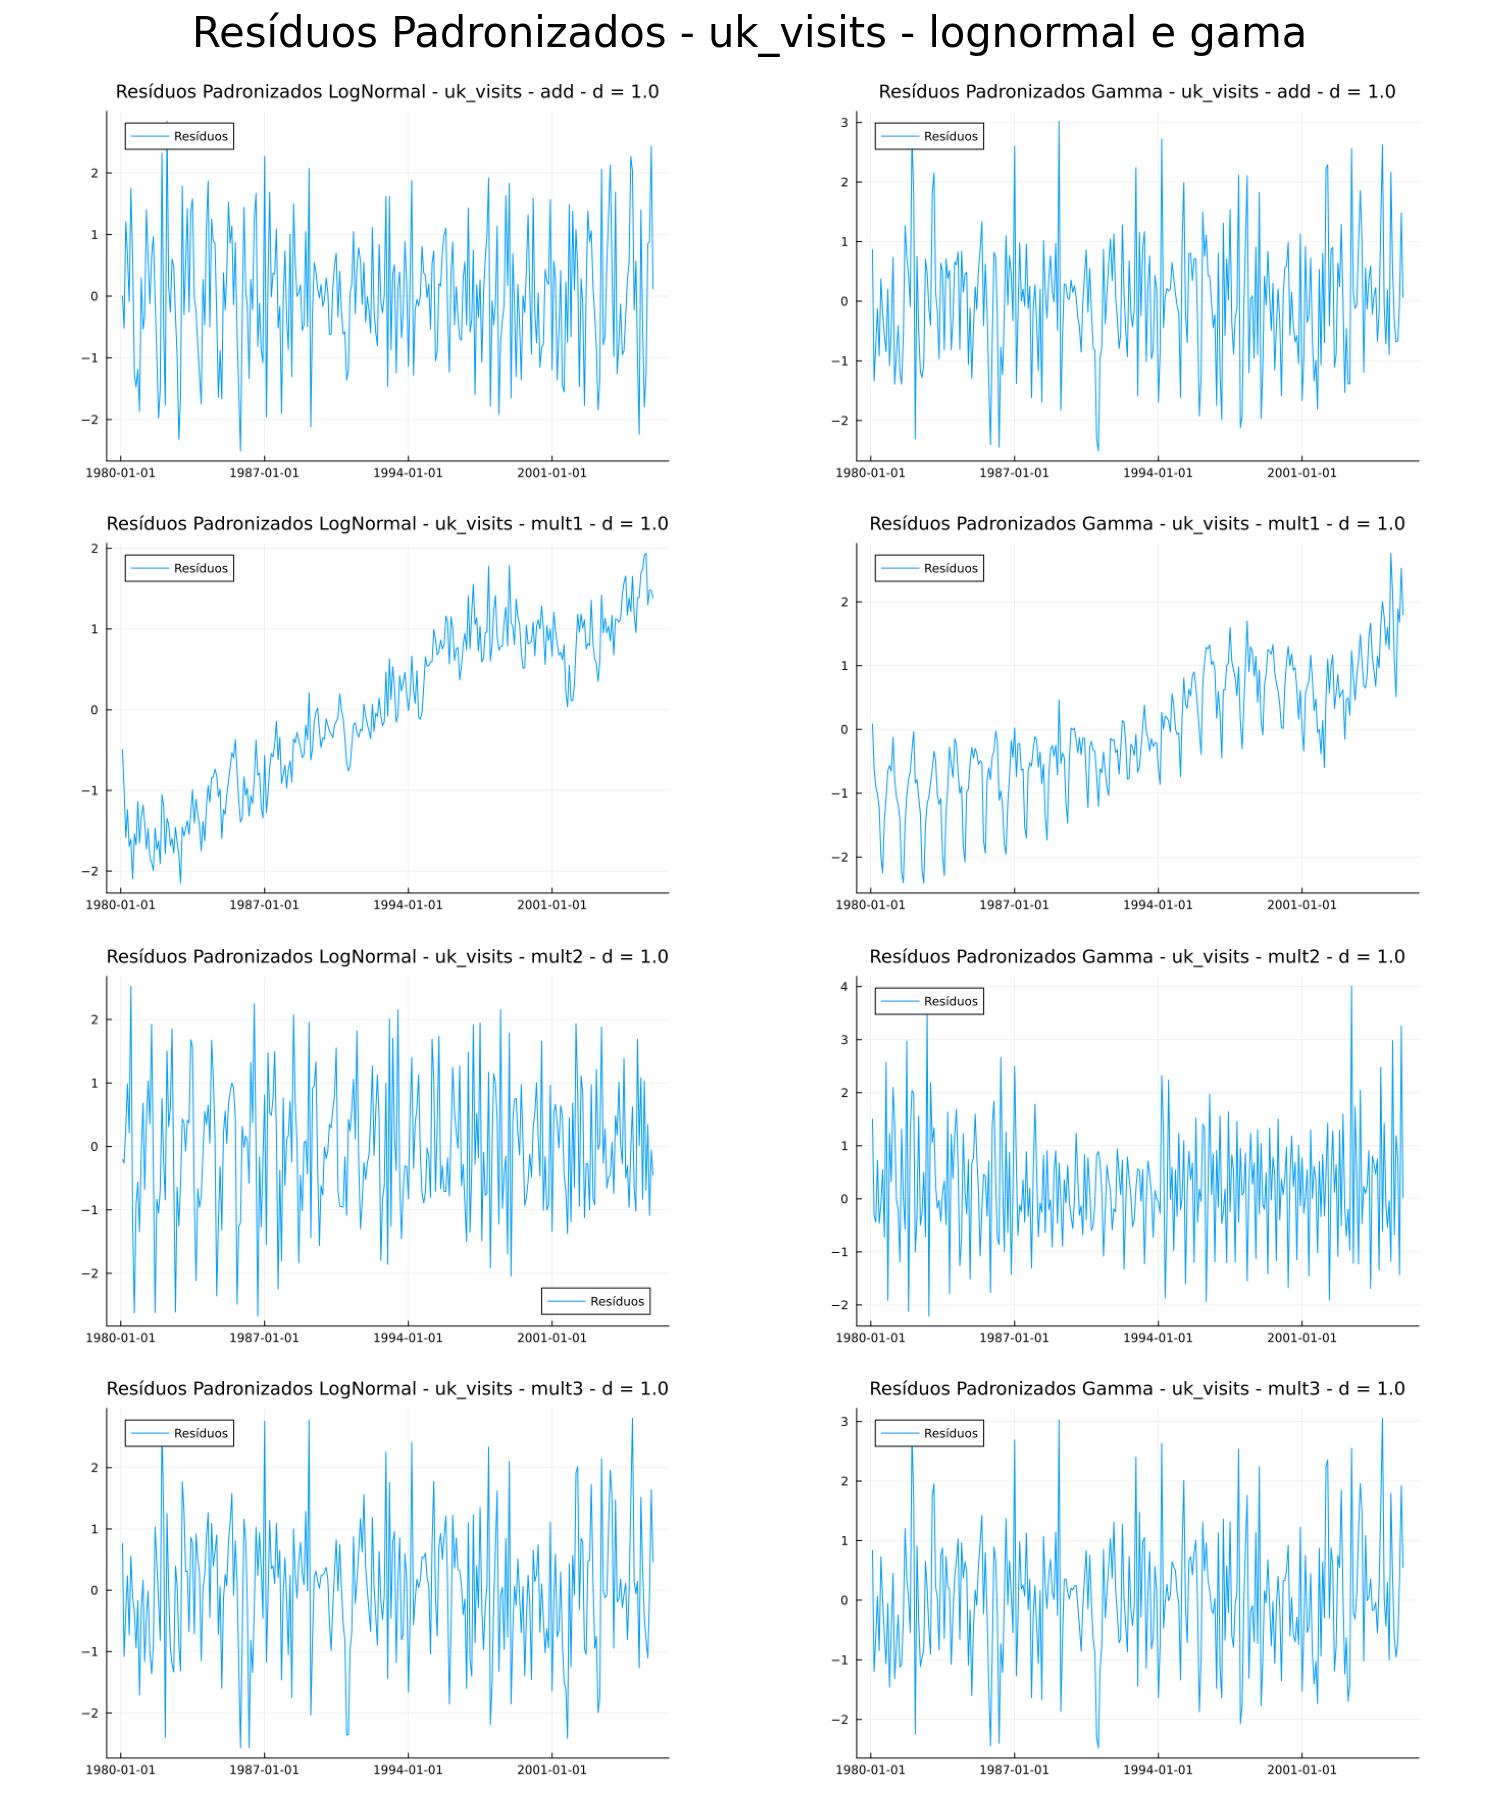 Resíduos Padronizados - uk_visits - lognormal e gama
Resíduos Padronizados LogNormal - uk_visits - add - d = 1.0
Resíduos
2
1
0
−1
−2
1980-01-01 1987-01-01 1994-01-01 2001-01-01
Resíduos Padronizados Gamma - uk_visits - add - d = 1.0
Resíduos
3
2
1
0
−1
−2
1980-01-01 1987-01-01 1994-01-01 2001-01-01
Resíduos Padronizados LogNormal - uk_visits - mult1 - d = 1.0
Resíduos
2
1
0
−1
−2
1980-01-01 1987-01-01 1994-01-01 2001-01-01
Resíduos Padronizados Gamma - uk_visits - mult1 - d = 1.0
Resíduos
2
1
0
−1
−2
1980-01-01 1987-01-01 1994-01-01 2001-01-01
Resíduos Padronizados LogNormal - uk_visits - mult2 - d = 1.0
2
1
0
−1
−2
Resíduos
1980-01-01 1987-01-01 1994-01-01 2001-01-01
Resíduos Padronizados Gamma - uk_visits - mult2 - d = 1.0
Resíduos
4
3
2
1
0
−1
−2
1980-01-01 1987-01-01 1994-01-01 2001-01-01
Resíduos Padronizados LogNormal - uk_visits - mult3 - d = 1.0
Resíduos
2
1
0
−1
−2
1980-01-01 1987-01-01 1994-01-01 2001-01-01
Resíduos Padronizados Gamma - uk_visits - mult3 - d = 1.0
Resíduos
3
2
1
0
−1
−2
1980-01-01 1987-01-01 1994-01-01 2001-01-01